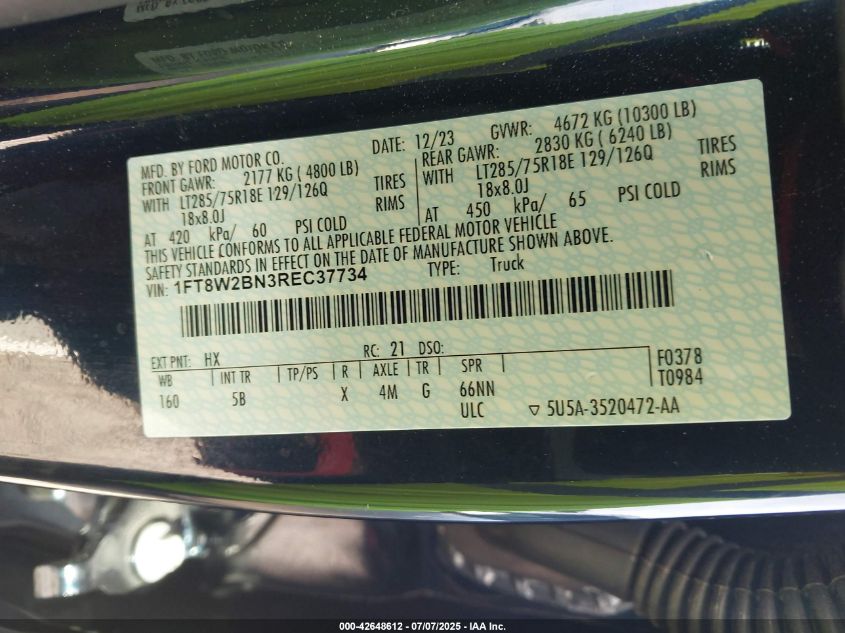 MFD. BY FORD MOTOR CO.
MFD. BY FORD MOTOR CO. DATE: 12/23 GVWR: 4672 KG (10300 LB)
FRONT GAWR: 2177 KG ( 4800 LB) REAR GAWR: 2830 KG ( 6240 LB)
WITH LT285/75R18E 129/126Q TIRES WITH LT285/75R18E 129/126Q TIRES
18x8.0J RIMS 18x8.0J RIMS
AT 420 kPa/ 60 PSI COLD AT 450 kPa/ 65 PSI COLD
THIS VEHICLE CONFORMS TO ALL APPLICABLE FEDERAL MOTOR VEHICLE
SAFETY STANDARDS IN EFFECT ON THE DATE OF MANUFACTURE SHOWN ABOVE.
VIN: 1FT8W2BN3REC37734 TYPE: Truck
EXT PNT: HX RC: 21 DSO:
WB INT TR TP/PS R AXLE TR SPR F0378
160 5B X 4M G 66NN T0984
ULC ▽ 5U5A-3520472-AA
000-42648612 - 07/07/2025 - IAA Inc.